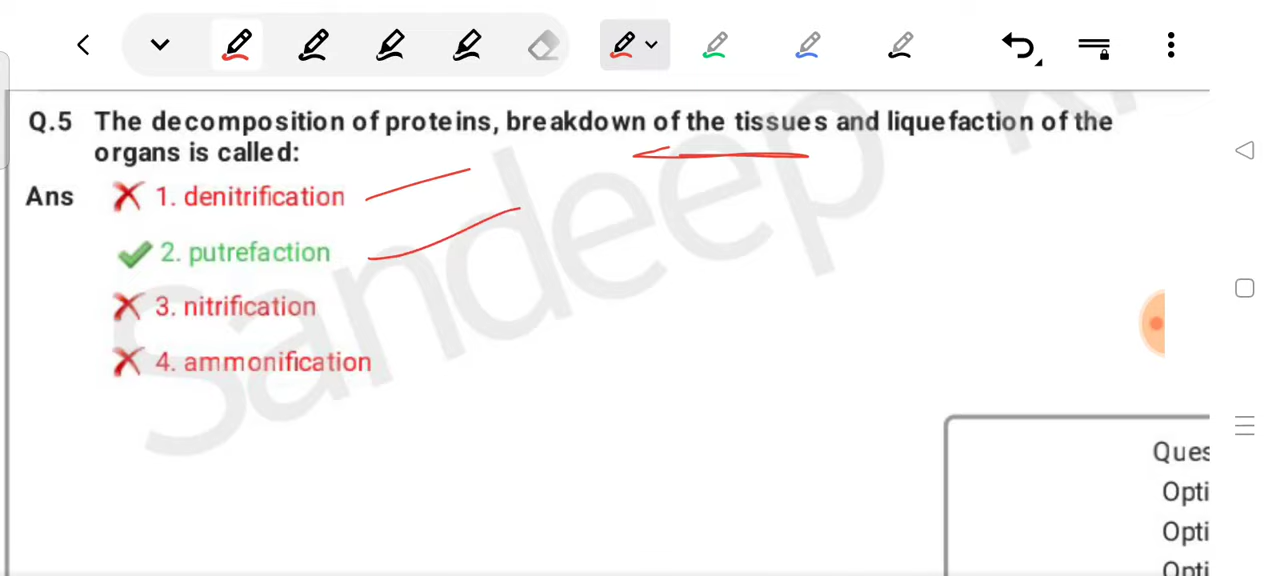 Q.5 The decomposition of proteins, breakdown of the tissues and liquefaction of the
organs is called:
Ans 1. denitrification
2. putrefaction
3. nitrification
4. ammonification
Sandeep
Ques
Opti
Opti
Opti